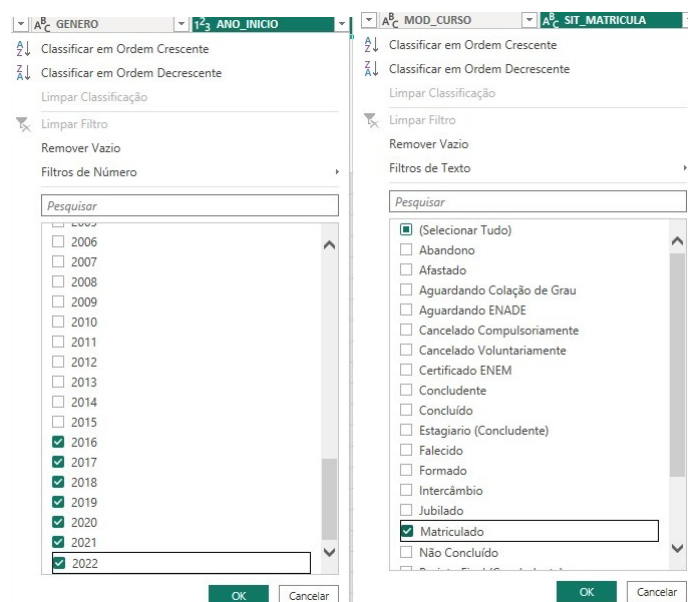 ABC GENERO
123 ANO_INICIO
Classificar em Ordem Crescente
Classificar em Ordem Decrescente
Limpar Classificação
Limpar Filtro
Remover Vazio
Filtros de Número
Pesquisar
2006
2007
2008
2009
2010
2011
2012
2013
2014
2015
2016
2017
2018
2019
2020
2021
2022
OK Cancelar
ABC MOD_CURSO
ABC SIT_MATRICULA
Classificar em Ordem Crescente
Classificar em Ordem Decrescente
Limpar Classificação
Limpar Filtro
Remover Vazio
Filtros de Texto
Pesquisar
(Selecionar Tudo)
Abandono
Afastado
Aguardando Colação de Grau
Aguardando ENADE
Cancelado Compulsoriamente
Cancelado Voluntariamente
Certificado ENEM
Concludente
Concluído
Estagiario (Concludente)
Falecido
Formado
Intercâmbio
Jubilado
Matriculado
Não Concluído
OK Cancelar